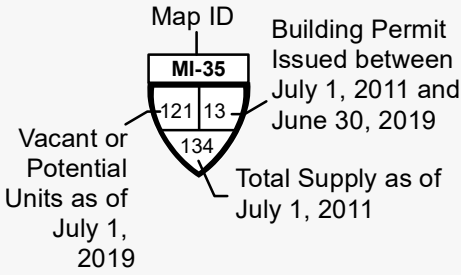 Map ID
MI-35
121
13
134
Building Permit
Issued between
July 1, 2011 and
June 30, 2019
Vacant or
Potential
Units as of
July 1,
2019
Total Supply as of
July 1, 2011